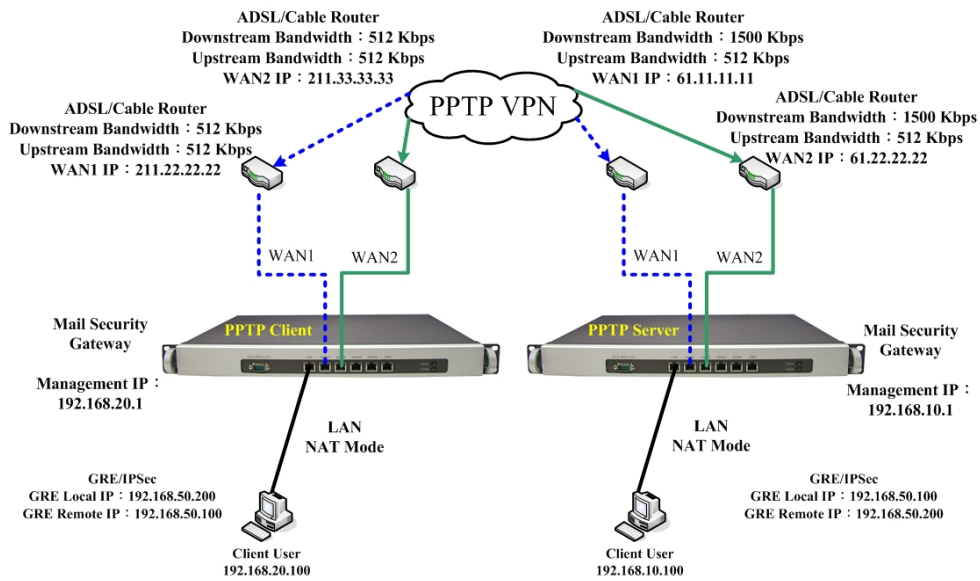 ADSL/Cable Router
Downstream Bandwidth：512 Kbps
Upstream Bandwidth：512 Kbps
WAN2 IP：211.33.33.33
ADSL/Cable Router
Downstream Bandwidth：1500 Kbps
Upstream Bandwidth：512 Kbps
WAN1 IP：61.11.11.11
PPTP VPN
ADSL/Cable Router
Downstream Bandwidth：512 Kbps
Upstream Bandwidth：512 Kbps
WAN1 IP：211.22.22.22
ADSL/Cable Router
Downstream Bandwidth：1500 Kbps
Upstream Bandwidth：512 Kbps
WAN2 IP：61.22.22.22
WAN1
WAN2
WAN1
WAN2
Mail Security
Gateway
PPTP Client
PPTP Server
Mail Security
Gateway
Management IP：
192.168.20.1
Management IP：
192.168.10.1
LAN
NAT Mode
LAN
NAT Mode
GRE/IPSec
GRE Local IP：192.168.50.200
GRE Remote IP：192.168.50.100
GRE/IPSec
GRE Local IP：192.168.50.100
GRE Remote IP：192.168.50.200
Client User
192.168.20.100
Client User
192.168.10.100